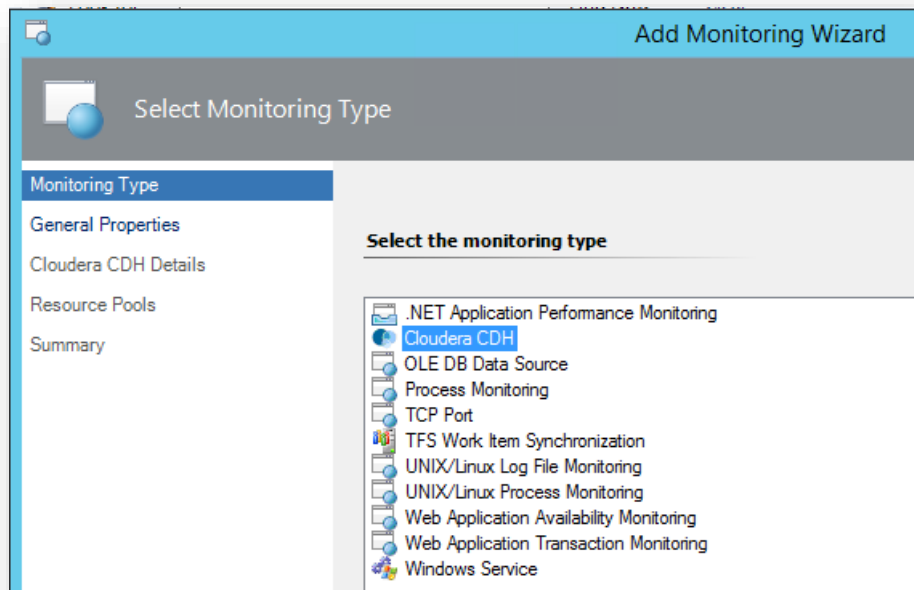 Add Monitoring Wizard
Select Monitoring Type
Monitoring Type
General Properties
Cloudera CDH Details
Resource Pools
Summary
Select the monitoring type
.NET Application Performance Monitoring
Cloudera CDH
OLE DB Data Source
Process Monitoring
TCP Port
TFS Work Item Synchronization
UNIX/Linux Log File Monitoring
UNIX/Linux Process Monitoring
Web Application Availability Monitoring
Web Application Transaction Monitoring
Windows Service